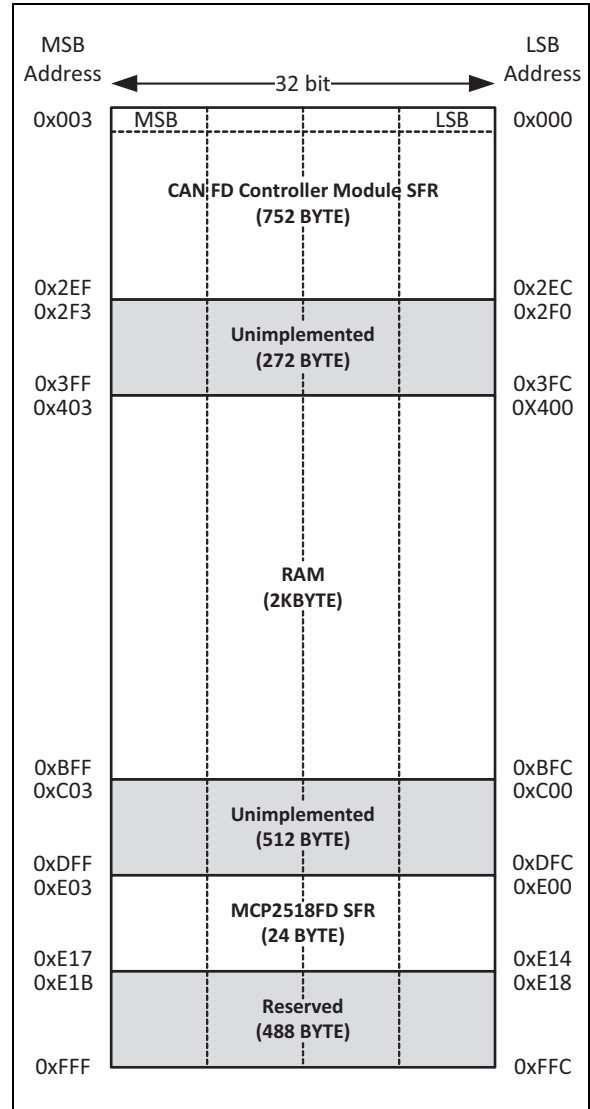 MSB Address
LSB Address
32 bit
0x003 MSB LSB 0x000
CAN FD Controller Module SFR
(752 BYTE)
0x2EF 0x2EC
0x2F3 0x2F0
Unimplemented
(272 BYTE)
0x3FF 0x3FC
0x403 0X400
RAM
(2KBYTE)
0xBFF 0xBFC
0xC03 0xC00
Unimplemented
(512 BYTE)
0xDFF 0xDFC
0xE03 0xE00
MCP2518FD SFR
(24 BYTE)
0xE17 0xE14
0xE1B 0xE18
Reserved
(488 BYTE)
0xFFF 0xFFC